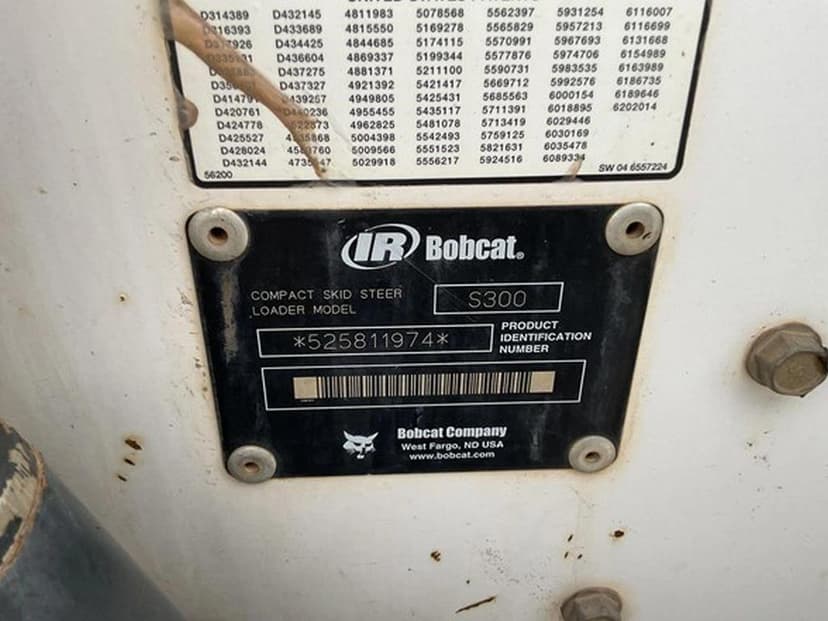 D314389 D432145 4811983 5078568 5562397 5931254 6116007
D316393 D433689 4815550 5169278 5565829 5957213 6116699
D434425 4844685 5174115 5570991 5967693 6131668
D436604 4869337 5199344 5577876 5974706 6154989
D437275 4881371 5211100 5590731 5983535 6163989
D437327 4921392 5421417 5669712 5992576 6186735
D439257 4949805 5425431 5685563 6000154 6189646
D420761 4955455 5435117 5711391 6018895 6202014
D424778 4962825 5481078 5713419 6029446
D425527 5004398 5542493 5759125 6030169
D428024 5009566 5551523 5821631 6035478
D432144 5029918 5556217 5924516 6089334
56200 SW 04 6557224
IR Bobcat®
COMPACT SKID STEER
LOADER MODEL S300
*525811974* PRODUCT
IDENTIFICATION
NUMBER
Bobcat Company
West Fargo, ND USA
www.bobcat.com